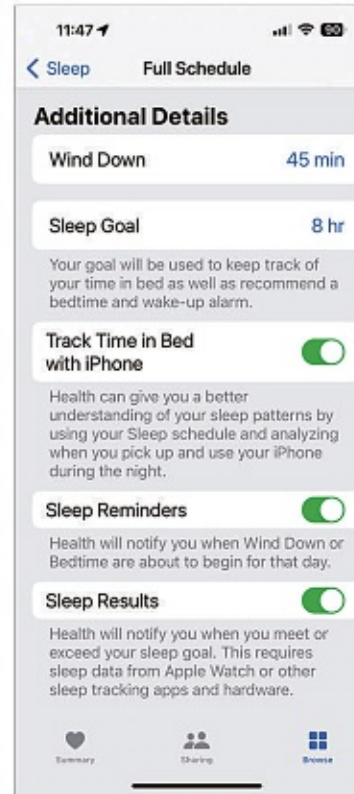 11:47
90
Sleep Full Schedule
Additional Details
Wind Down 45 min
Sleep Goal 8 hr
Your goal will be used to keep track of
your time in bed as well as recommend a
bedtime and wake-up alarm.
Track Time in Bed
with iPhone
Health can give you a better
understanding of your sleep patterns by
using your Sleep schedule and analyzing
when you pick up and use your iPhone
during the night.
Sleep Reminders
Health will notify you when Wind Down or
Bedtime are about to begin for that day.
Sleep Results
Health will notify you when you meet or
exceed your sleep goal. This requires
sleep data from Apple Watch or other
sleep tracking apps and hardware.
Summary Sharing Browse